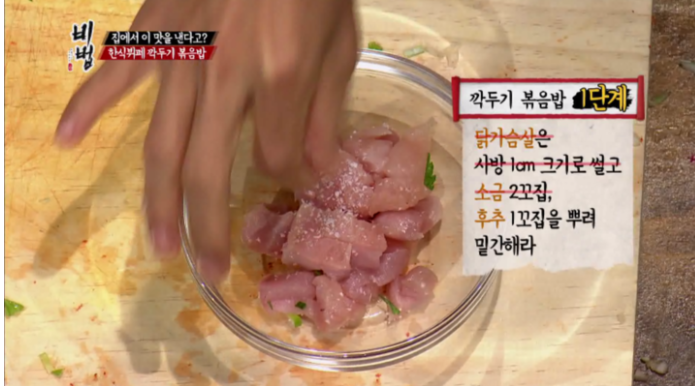 비법
집에서 이 맛을 낸다고?
한식뷔페 깍두기 볶음밥
깍두기 볶음밥 1단계
닭가슴살은
사방 1cm 크기로 썰고
소금 2꼬집,
후추 1꼬집을 뿌려
밑간해라